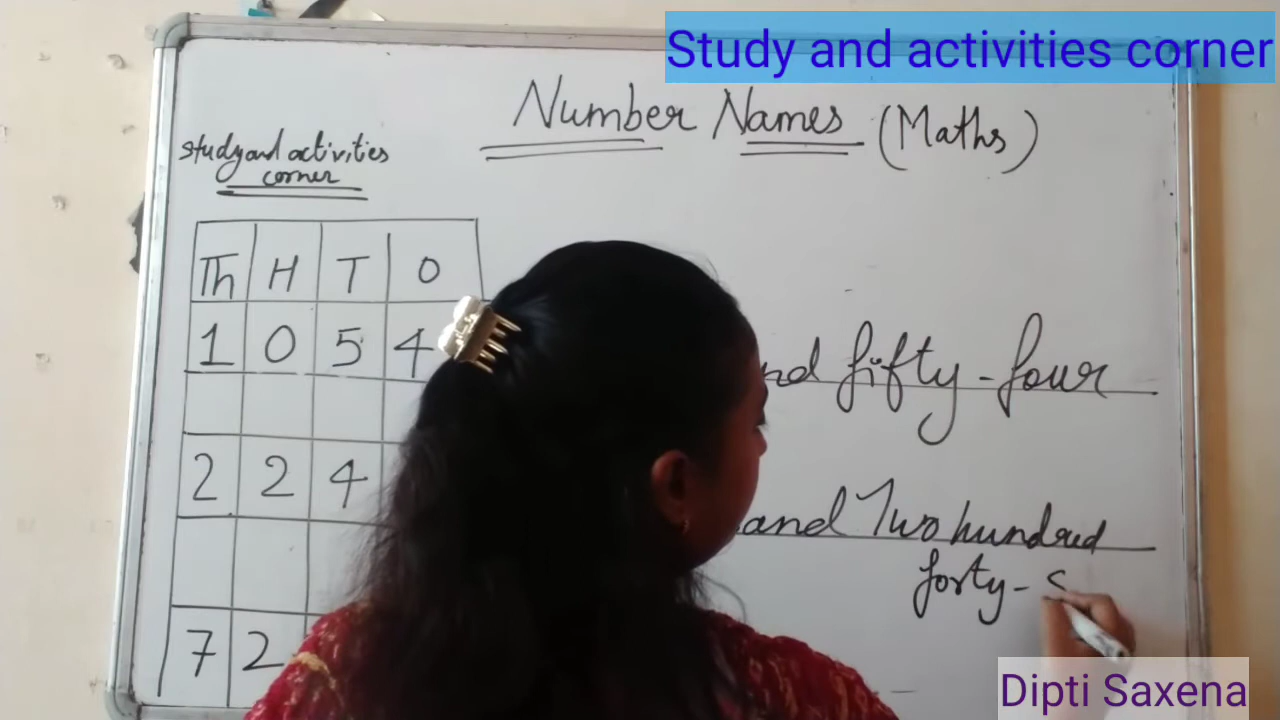 Study and activities corner
Number Names (Maths)
study and activities
corner
Th H T O
1 0 5 4
nd fifty-four
2 2 4
and Two hundred
forty-s
7 2
Dipti Saxena